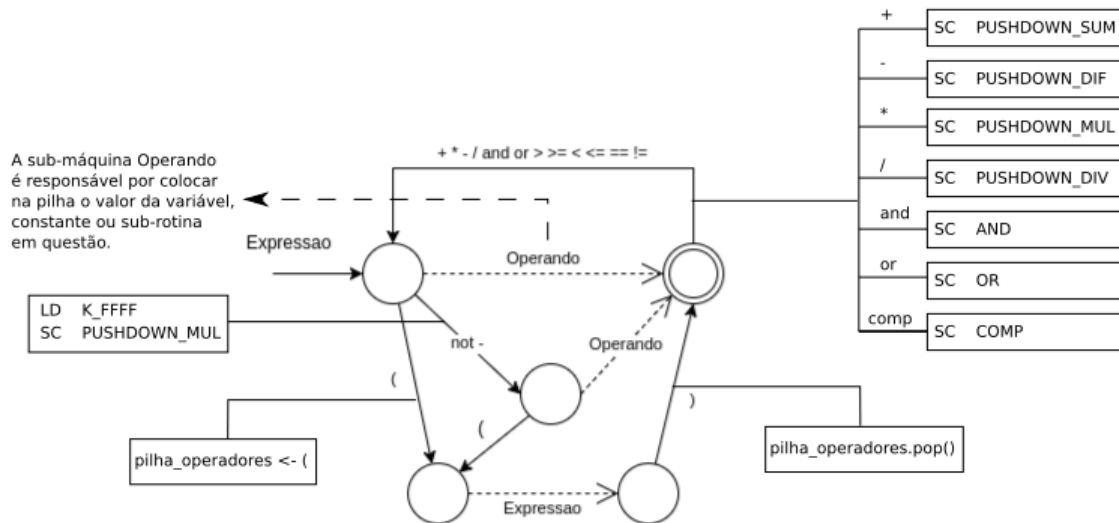 +
SC PUSHDOWN_SUM
-
SC PUSHDOWN_DIF
*
SC PUSHDOWN_MUL
/
SC PUSHDOWN_DIV
and
SC AND
or
SC OR
comp
SC COMP
+ * - / and or > >= < <= == !=
A sub-máquina Operando
é responsável por colocar
na pilha o valor da variável,
constante ou sub-rotina
em questão.
Expressao
Operando
LD K_FFFF
SC PUSHDOWN_MUL
not -
Operando
(
(
)
pilha_operadores <- (
pilha_operadores.pop()
Expressao